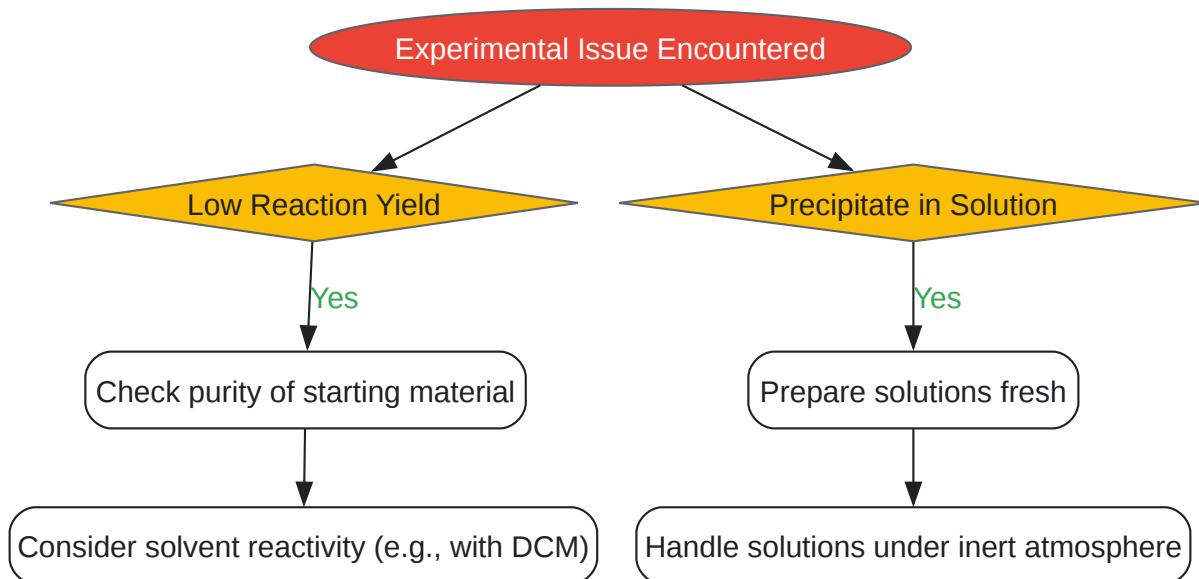 Experimental Issue Encountered
Low Reaction Yield
Precipitate in Solution
Yes
Yes
Check purity of starting material
Prepare solutions fresh
Consider solvent reactivity (e.g., with DCM)
Handle solutions under inert atmosphere